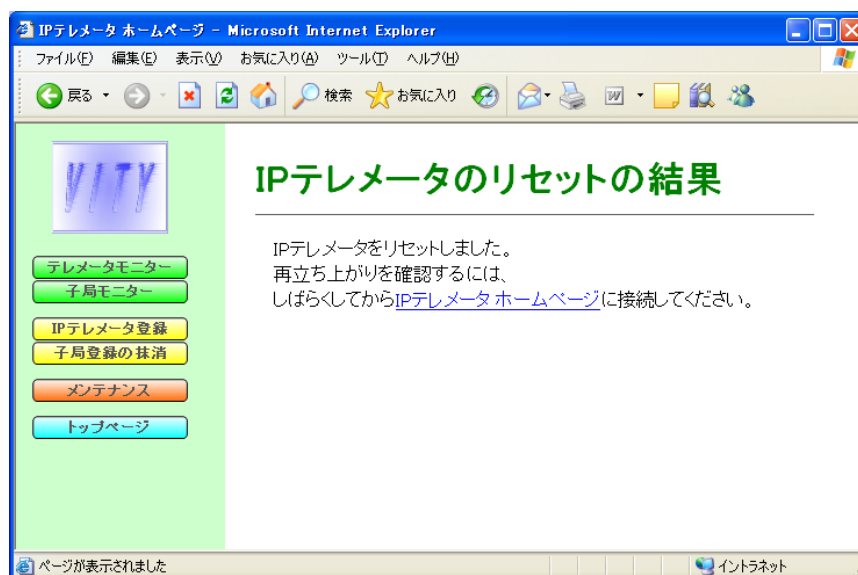 IPテレメータ ホームページ - Microsoft Internet Explorer
ファイル(F) 編集(E) 表示(V) お気に入り(A) ツール(T) ヘルプ(H)
戻る 検索 お気に入り
VITY
IPテレメータのリセットの結果
IPテレメータをリセットしました。
再立ち上がりを確認するには、
しばらくしてからIPテレメータ ホームページに接続してください。
テレメータモニター
子局モニター
IPテレメータ登録
子局登録の抹消
メンテナンス
トップページ
ページが表示されました イントラネット